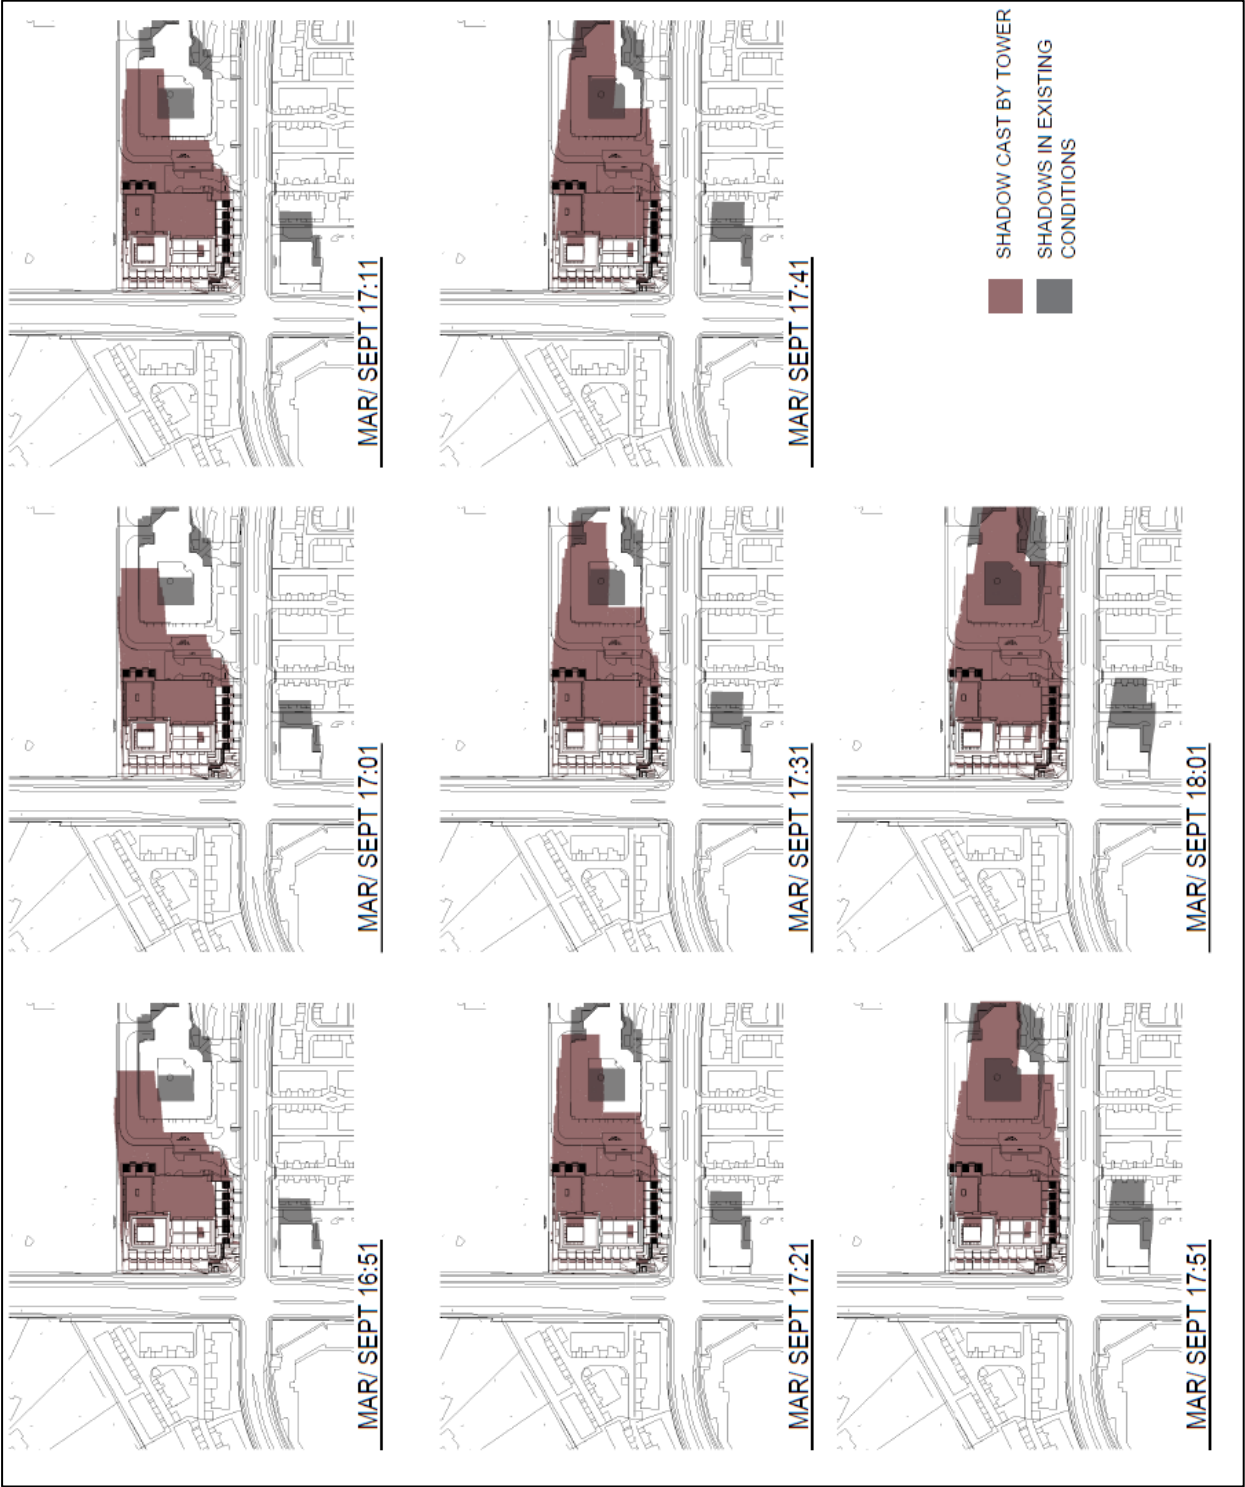 MAR/ SEPT 16:51
MAR/ SEPT 17:01
MAR/ SEPT 17:11
MAR/ SEPT 17:21
MAR/ SEPT 17:31
MAR/ SEPT 17:41
MAR/ SEPT 17:51
MAR/ SEPT 18:01
SHADOW CAST BY TOWER
SHADOWS IN EXISTING
CONDITIONS